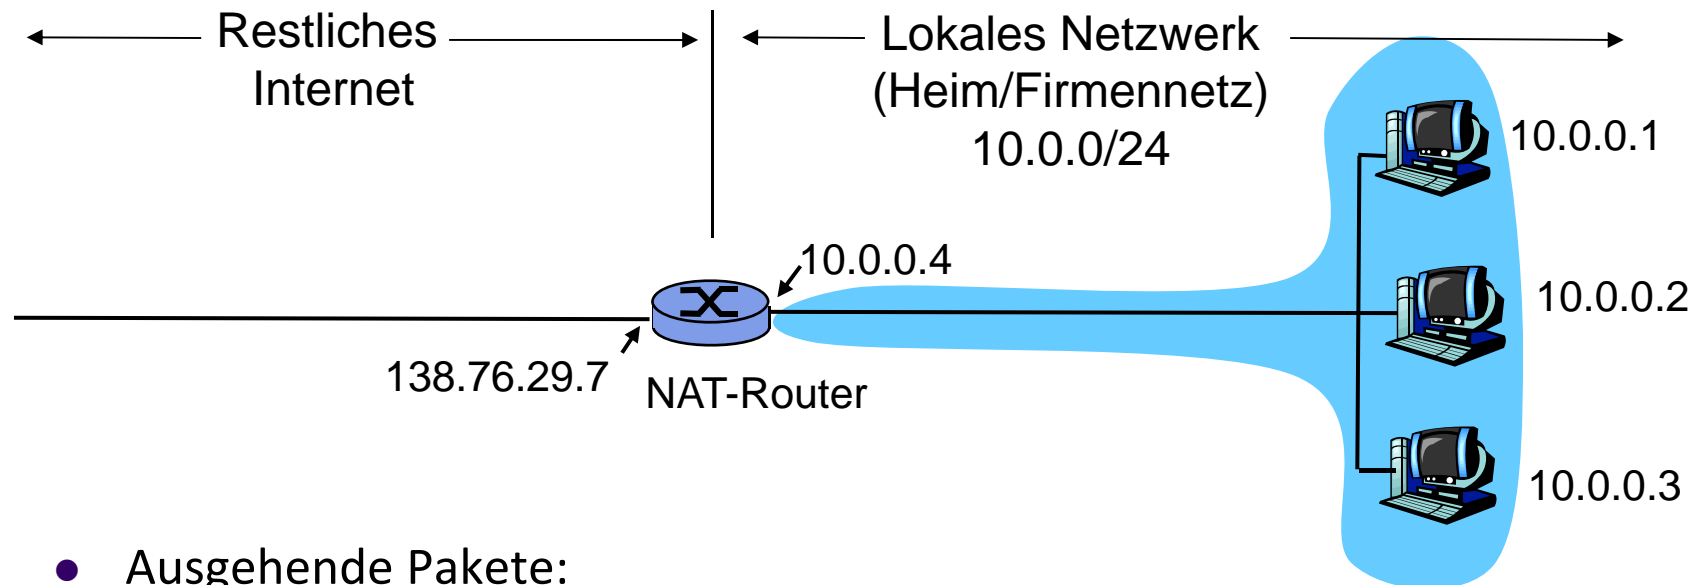 Restliches
Internet
Lokales Netzwerk
(Heim/Firmennetz)
10.0.0/24
10.0.0.1
10.0.0.4
10.0.0.2
138.76.29.7
NAT-Router
10.0.0.3
● Ausgehende Pakete: